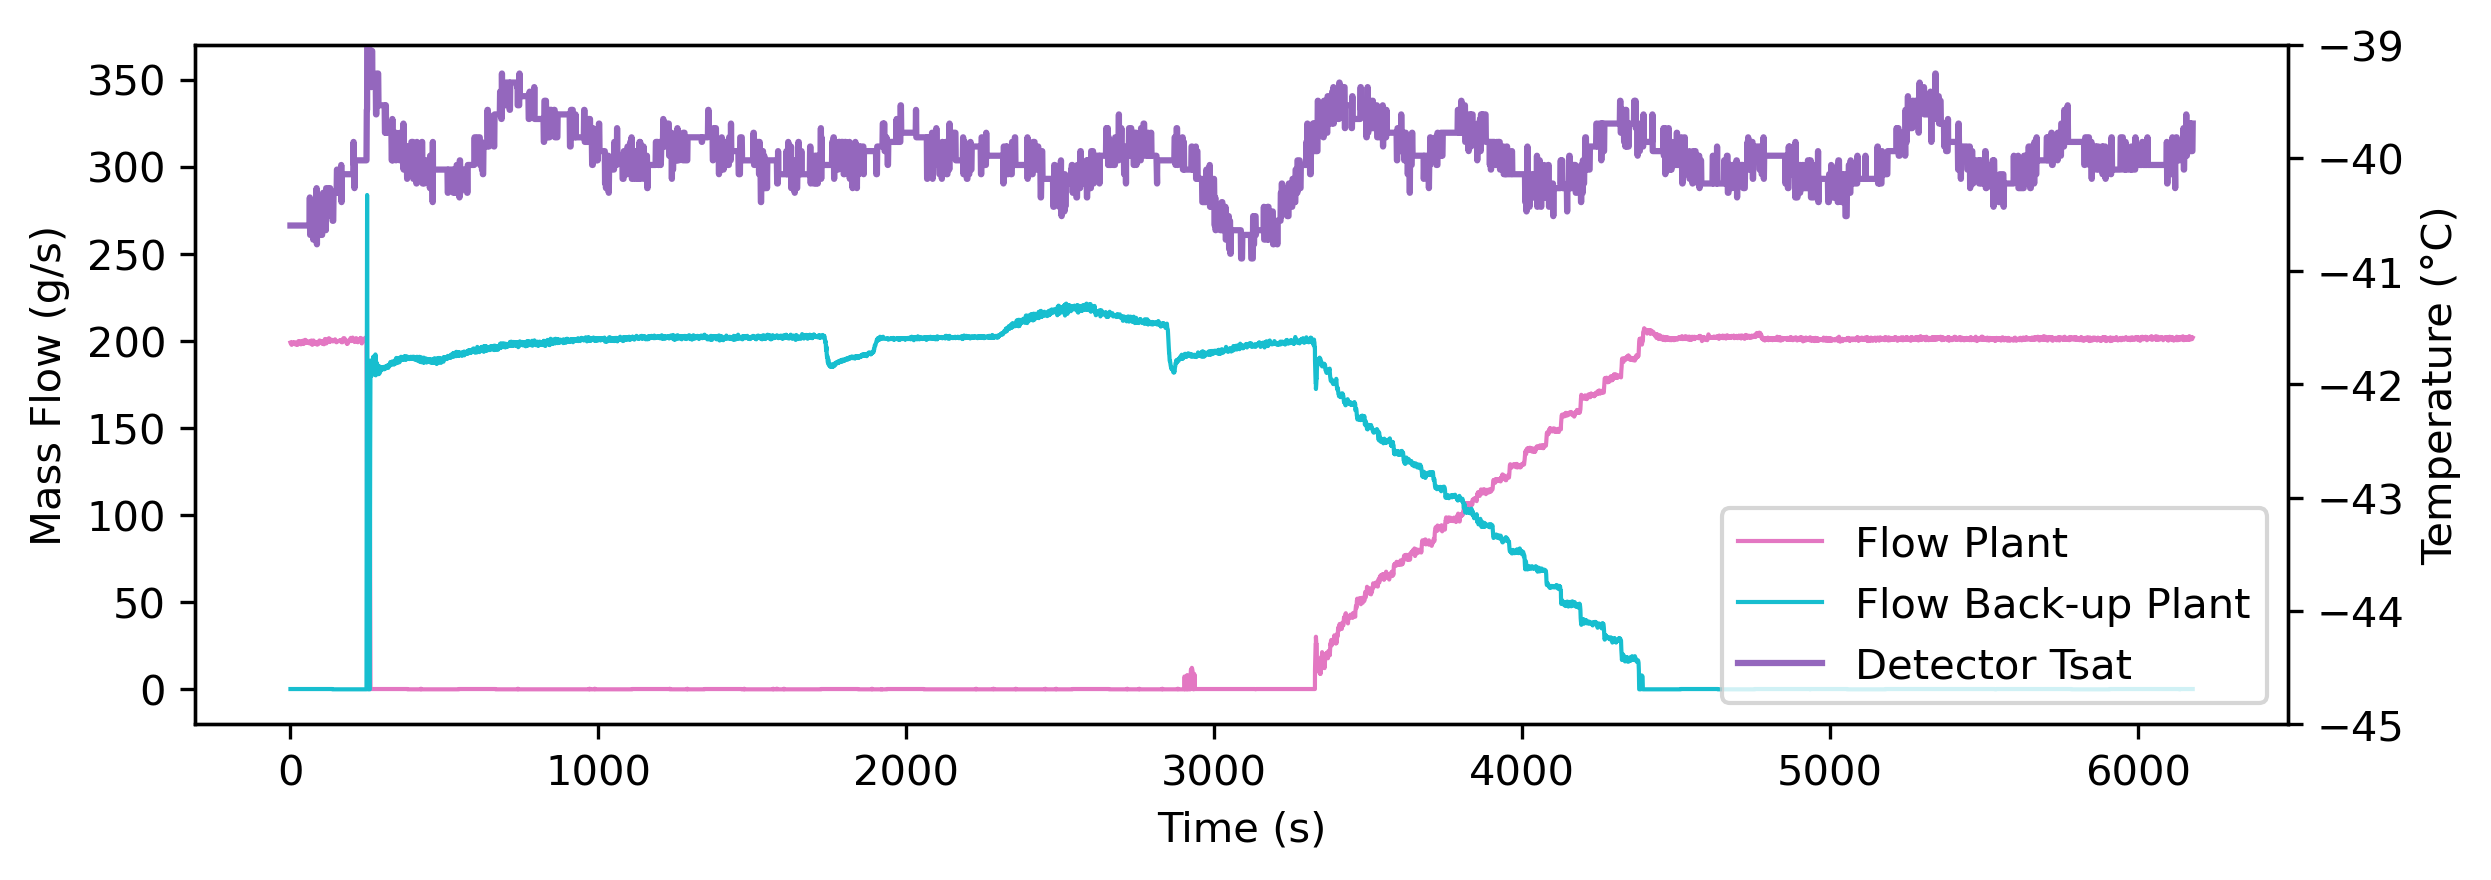 350
300
250
200
150
100
50
0
Mass Flow (g/s)
−39
−40
−41
−42
−43
−44
−45
Temperature (°C)
Flow Plant
Flow Back-up Plant
Detector Tsat
0 1000 2000 3000 4000 5000 6000
Time (s)